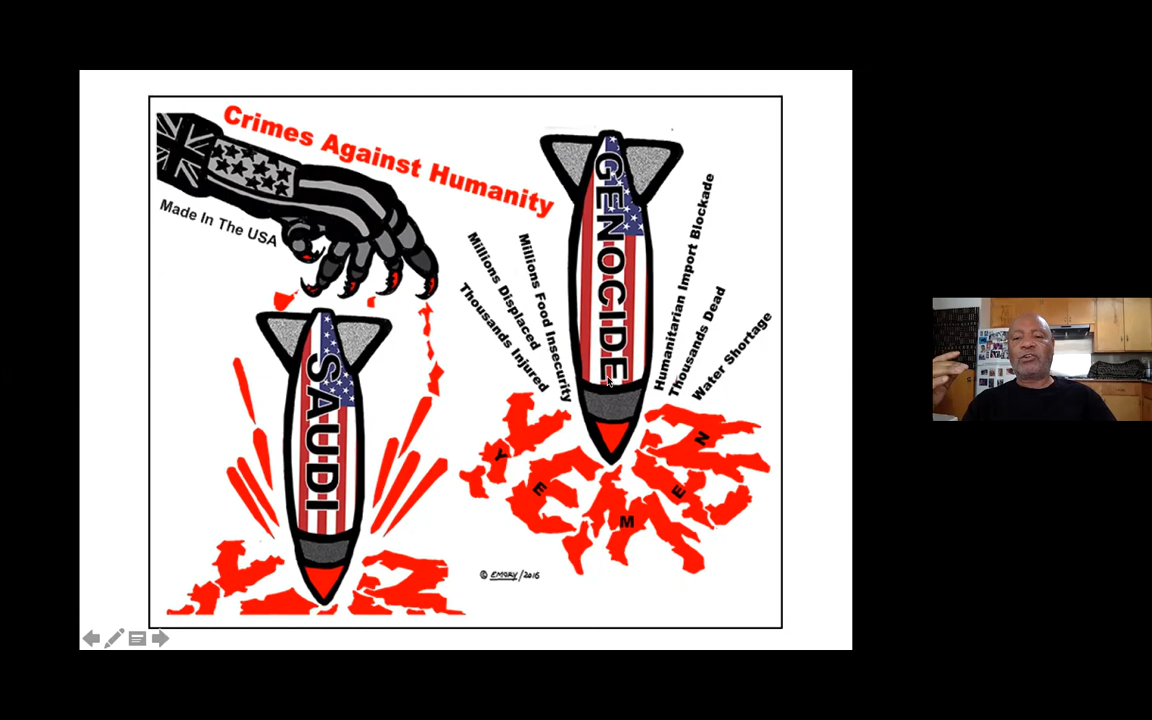 Crimes Against Humanity
Made In The USA
SAUDI
GENOCIDE
Millions Displaced
Millions Food Insecurity
Thousands Injured
Humanitarian Import Blockade
Thousands Dead
Water Shortage
Y E M E N
© EMORY/2016